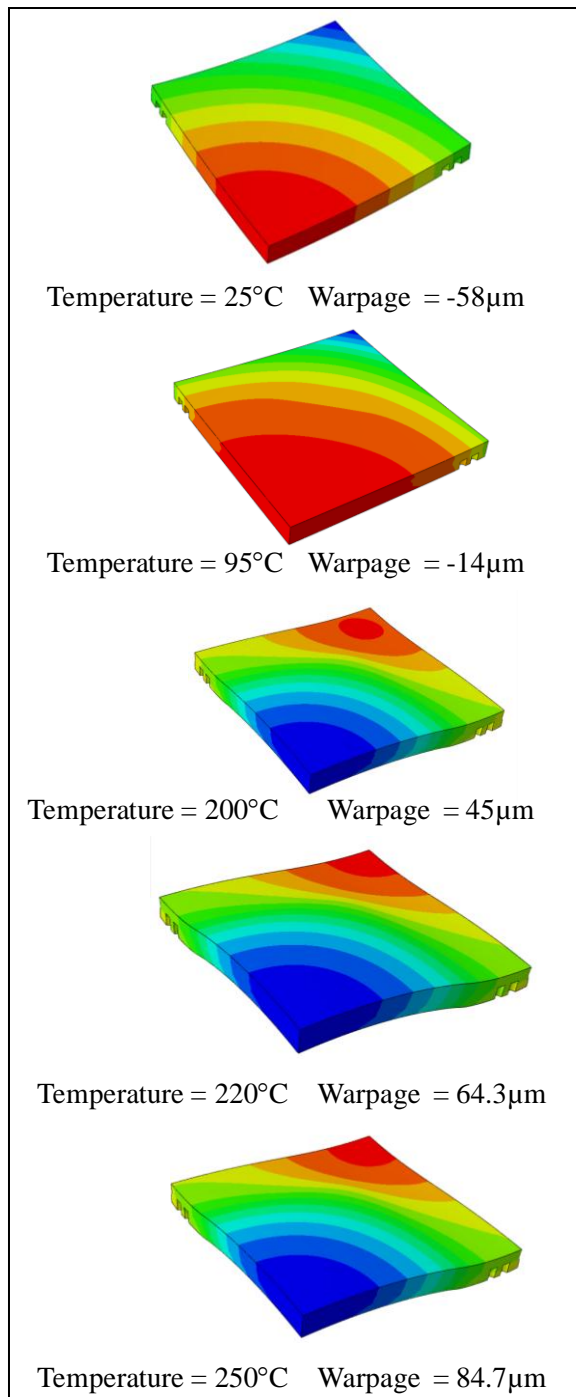 Temperature = 25°C Warpage = -58µm
Temperature = 95°C Warpage = -14µm
Temperature = 200°C Warpage = 45µm
Temperature = 220°C Warpage = 64.3µm
Temperature = 250°C Warpage = 84.7µm